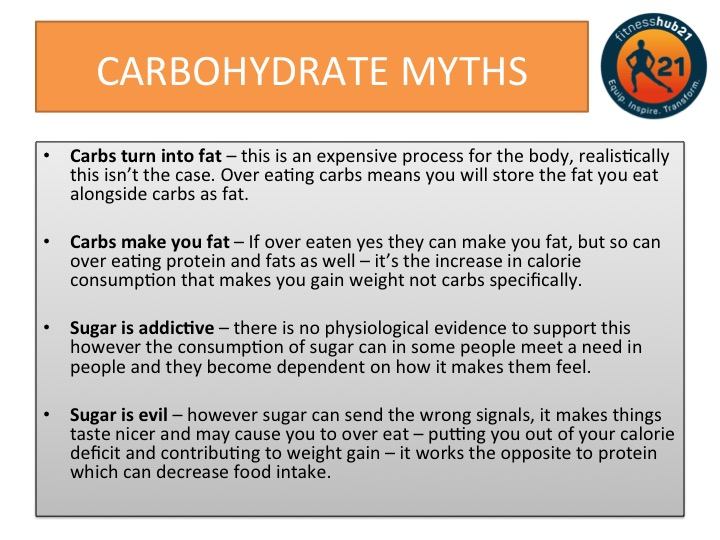 CARBOHYDRATE MYTHS
fitnesshub21
21
Equip. Inspire. Transform.
• Carbs turn into fat – this is an expensive process for the body, realistically
this isn't the case. Over eating carbs means you will store the fat you eat
alongside carbs as fat.
• Carbs make you fat – If over eaten yes they can make you fat, but so can
over eating protein and fats as well – it's the increase in calorie
consumption that makes you gain weight not carbs specifically.
• Sugar is addictive – there is no physiological evidence to support this
however the consumption of sugar can in some people meet a need in
people and they become dependent on how it makes them feel.
• Sugar is evil – however sugar can send the wrong signals, it makes things
taste nicer and may cause you to over eat – putting you out of your calorie
deficit and contributing to weight gain – it works the opposite to protein
which can decrease food intake.